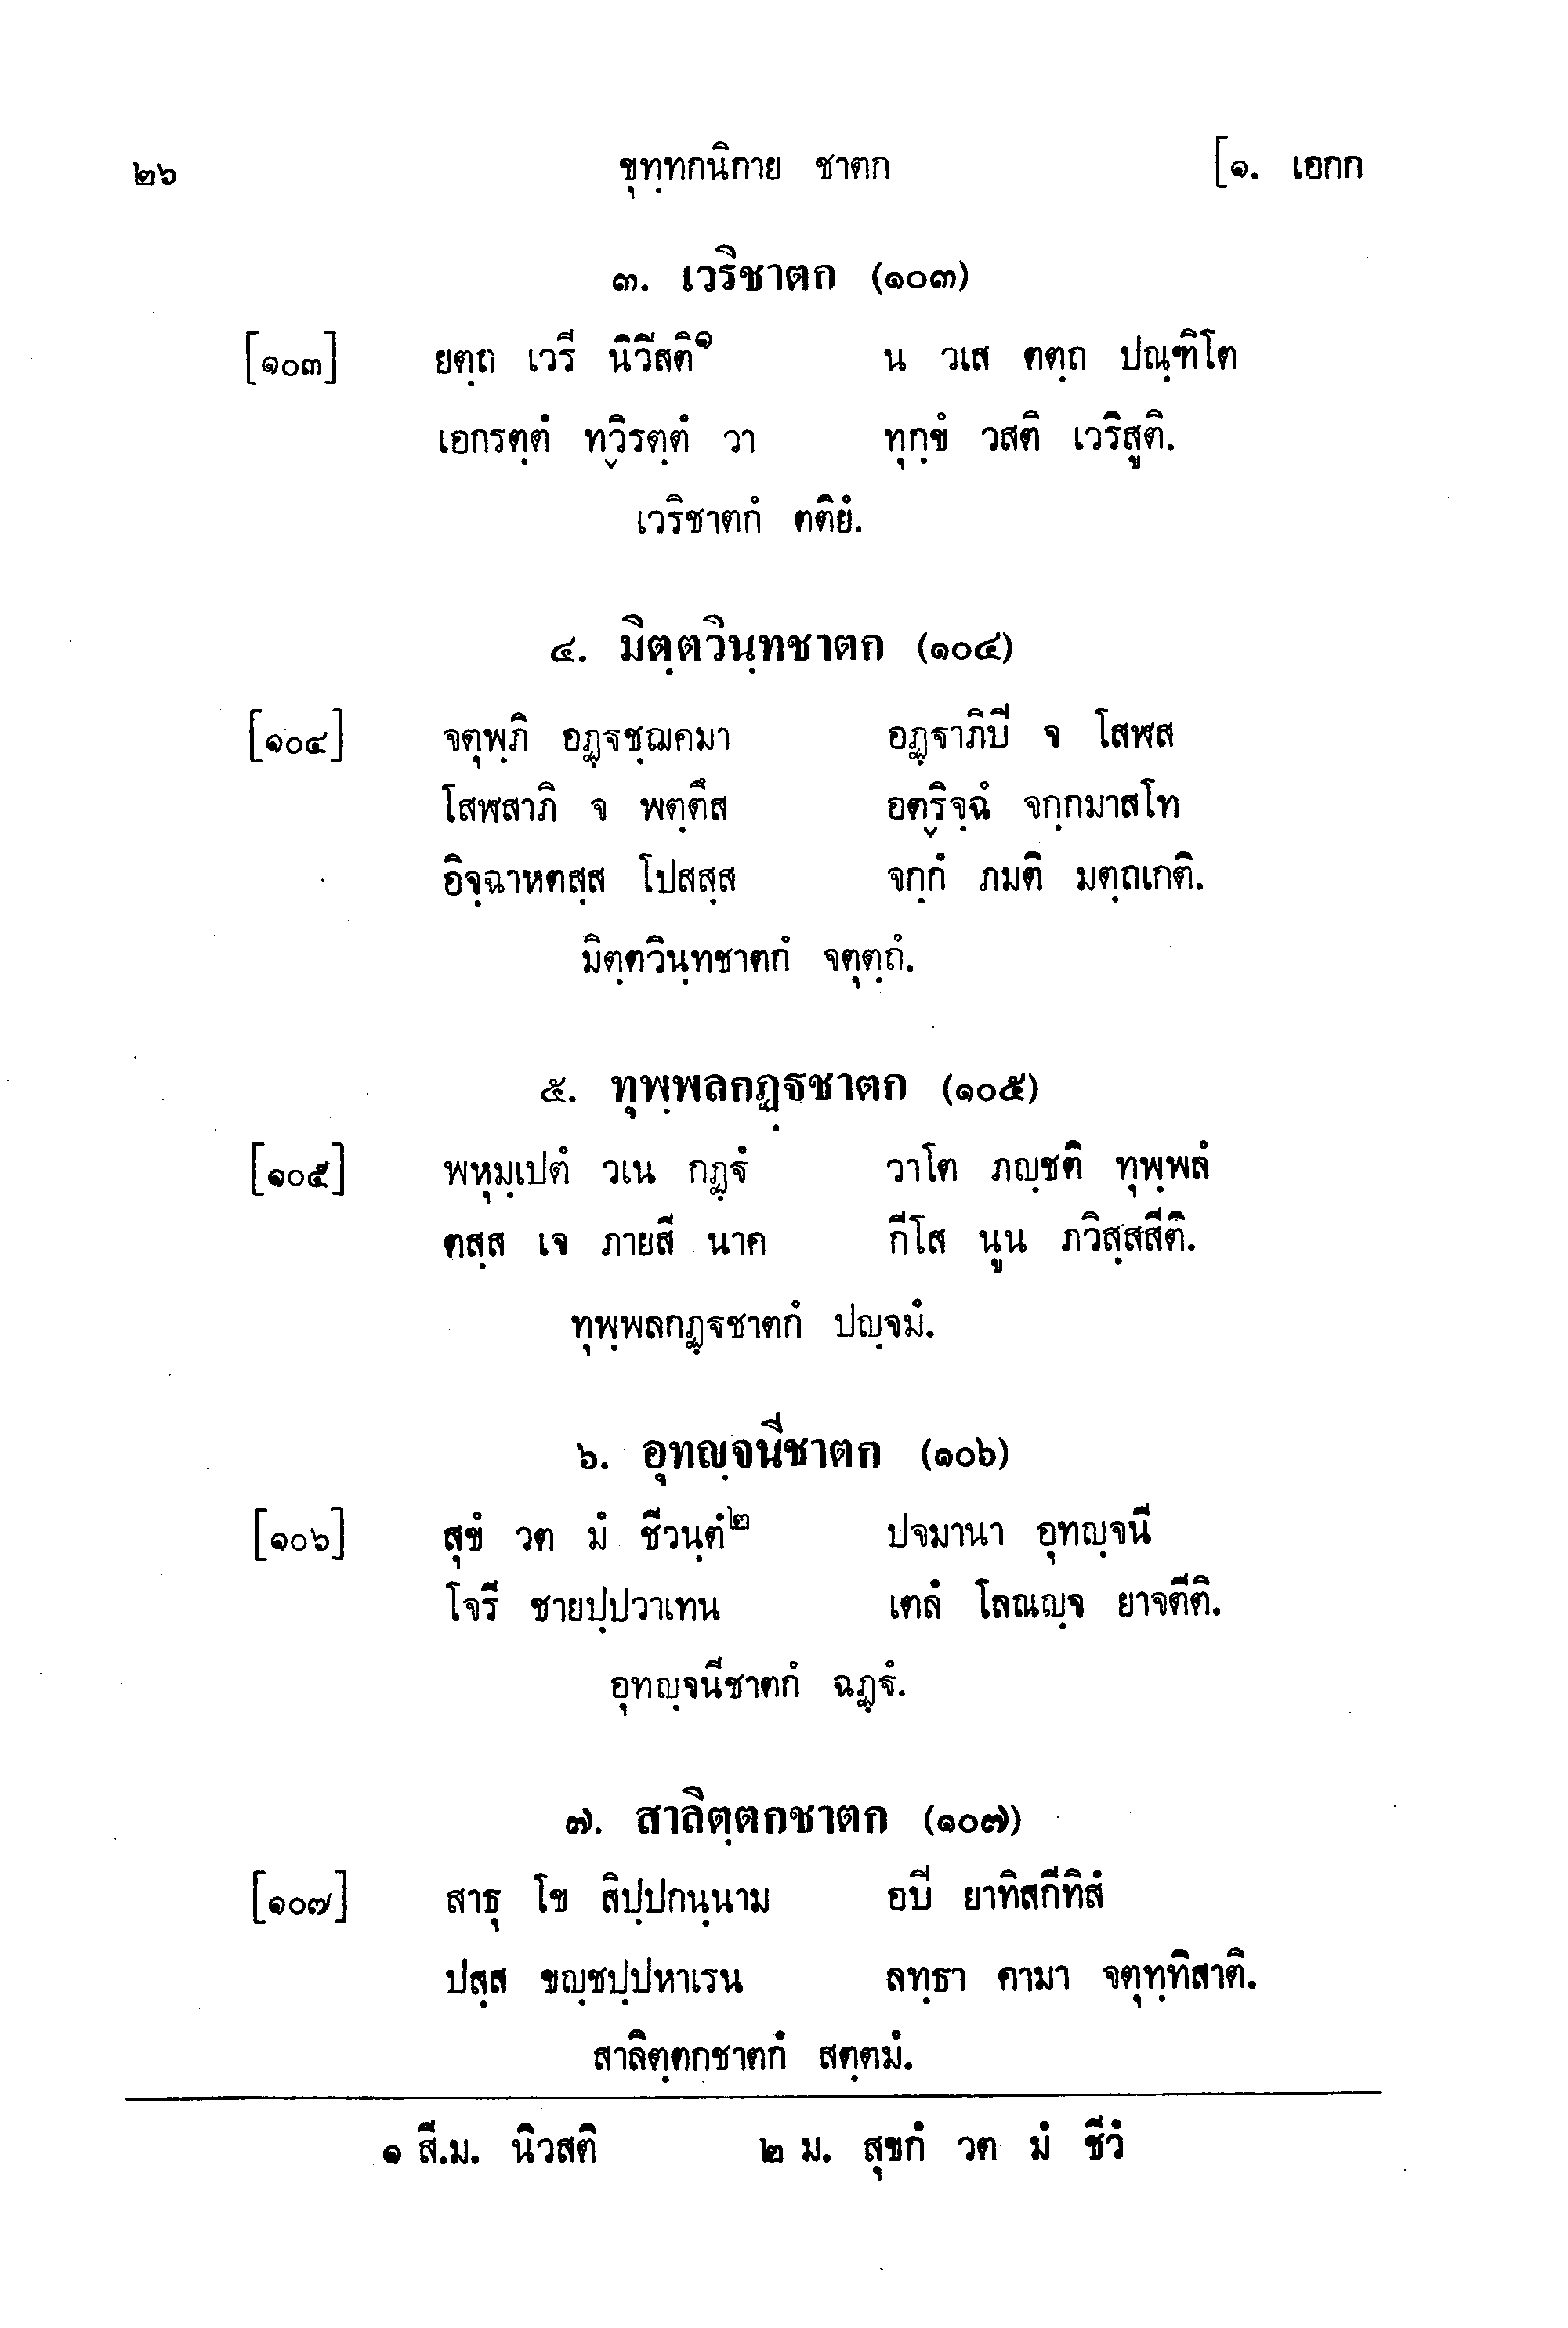 ๒๖ ขุทฺทกนิกาย ชาตก [๑. เอกก
๓. เวริชาตก (๑๐๓)
[๑๐๓] ยตฺถ เวรี นิวีสติ๑ น วเส ตตฺถ ปณฺฑิโต
เอกรตฺตํ ทฺวิรตฺตํ วา ทุกฺขํ วสติ เวริสูติ.
เวริชาตกํ ตติยํ.
๔. มิตฺตวินฺทชาตก (๑๐๔)
[๑๐๔] จตุพฺภิ อฏฺฐชฺฌคมา อฏฺฐาภิปี จ โสฬส
โสฬสาภิ จ พตฺตึส อตฺริจฺฉํ จกฺกมาสโท
อิจฺฉาหตสฺส โปสสฺส จกฺกํ ภมติ มตฺถเกติ.
มิตฺตวินฺทชาตกํ จตุตฺถํ.
๕. ทุพฺพลกฏฺฐชาตก (๑๐๕)
[๑๐๕] พหุมฺเปตํ วเน กฏฺฐํ วาโต ภญฺชติ ทุพฺพลํ
ตสฺส เจ ภายสี นาค กีโส นูน ภวิสฺสสีติ.
ทุพฺพลกฏฺฐชาตกํ ปญฺจมํ.
๖. อุทญฺจนีชาตก (๑๐๖)
[๑๐๖] สุขํ วต มํ ชีวนฺตํ๒ ปจมานา อุทญฺจนี
โจรี ชายปฺปวาเทน เตลํ โลณญฺจ ยาจตีติ.
อุทญฺจนีชาตกํ ฉฏฺฐํ.
๗. สาลิตฺตกชาตก (๑๐๗)
[๑๐๗] สาธุ โข สิปฺปกนฺนาม อปี ยาทิสกีทิสํ
ปสฺส ขญฺชปฺปหาเรน ลทฺธา คามา จตุทฺทิสาติ.
สาลิตฺตกชาตกํ สตฺตมํ.
๑ สี.ม. นิวสติ ๒ ม. สุขกํ วต มํ ชีวํ